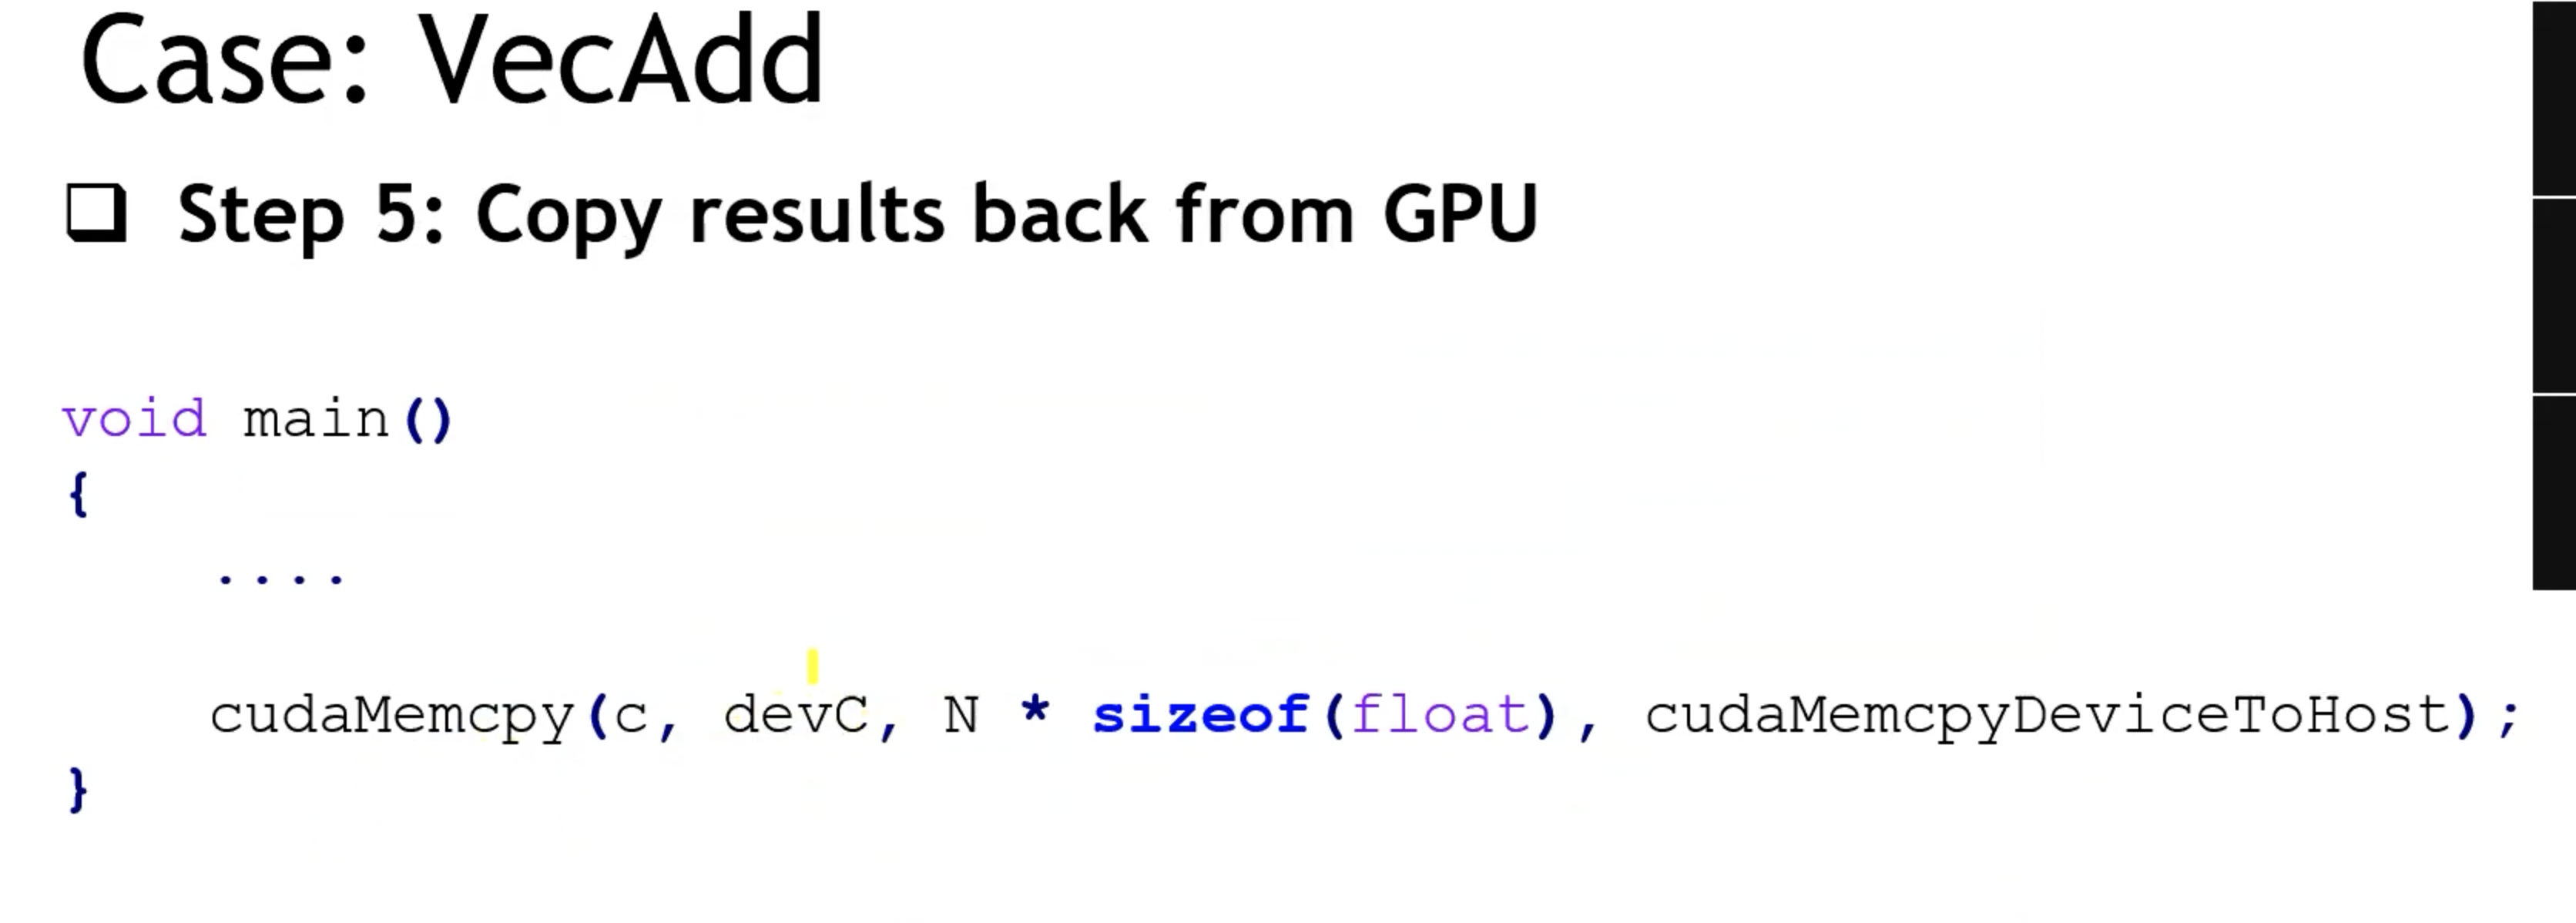 Case: VecAdd
Step 5: Copy results back from GPU
void main()
{
....
cudaMemcpy(c, devC, N * sizeof(float), cudaMemcpyDeviceToHost);
}